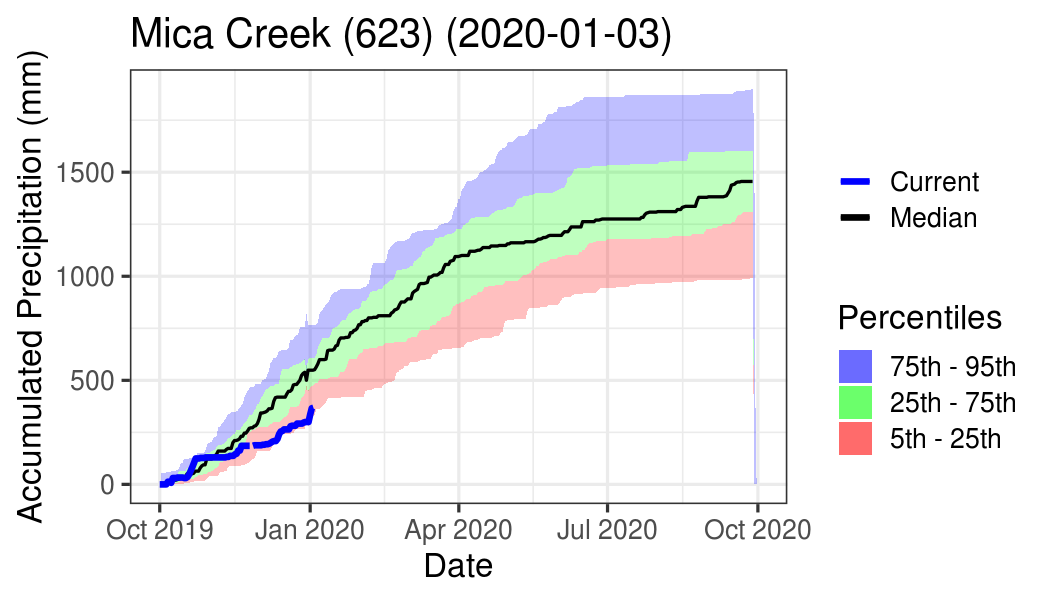 Mica Creek (623) (2020-01-03)
Accumulated Precipitation (mm)
1500
1000
500
0
Oct 2019 Jan 2020 Apr 2020 Jul 2020 Oct 2020
Date
Current
Median
Percentiles
75th - 95th
25th - 75th
5th - 25th